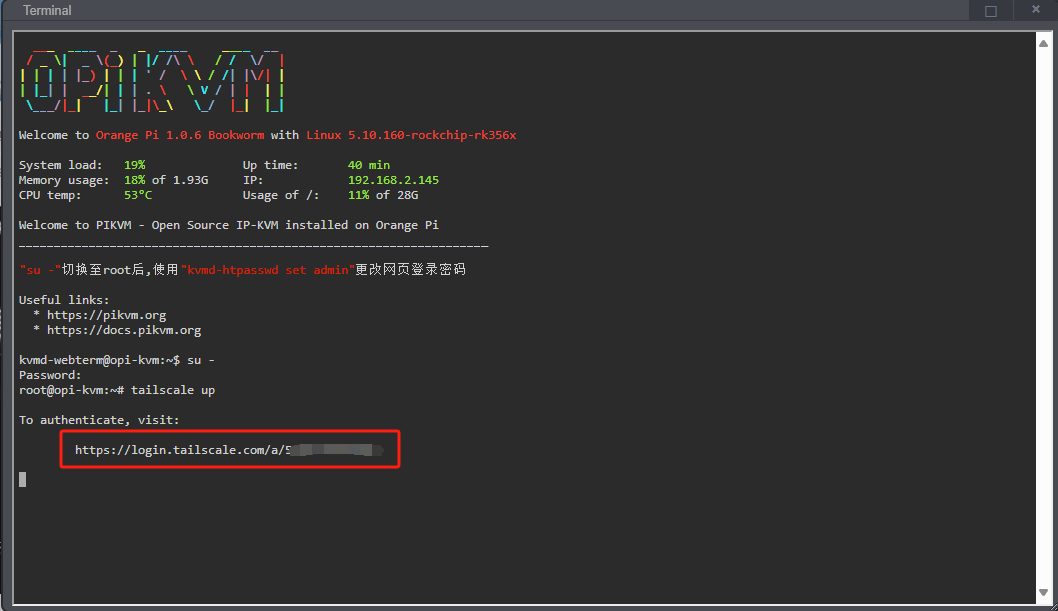 Terminal
OPiKVM
Welcome to Orange Pi 1.0.6 Bookworm with Linux 5.10.160-rockchip-rk356x
System load: 19% Up time: 40 min
Memory usage: 18% of 1.93G IP: 192.168.2.145
CPU temp: 53°C Usage of /: 11% of 28G
Welcome to PIKVM - Open Source IP-KVM installed on Orange Pi
"su -"切换至root后,使用"kvmd-htpasswd set admin"更改网页登录密码
Useful links:
* https://pikvm.org
* https://docs.pikvm.org
kvmd-webterm@opi-kvm:~$ su -
Password:
root@opi-kvm:~# tailscale up
To authenticate, visit:
https://login.tailscale.com/a/